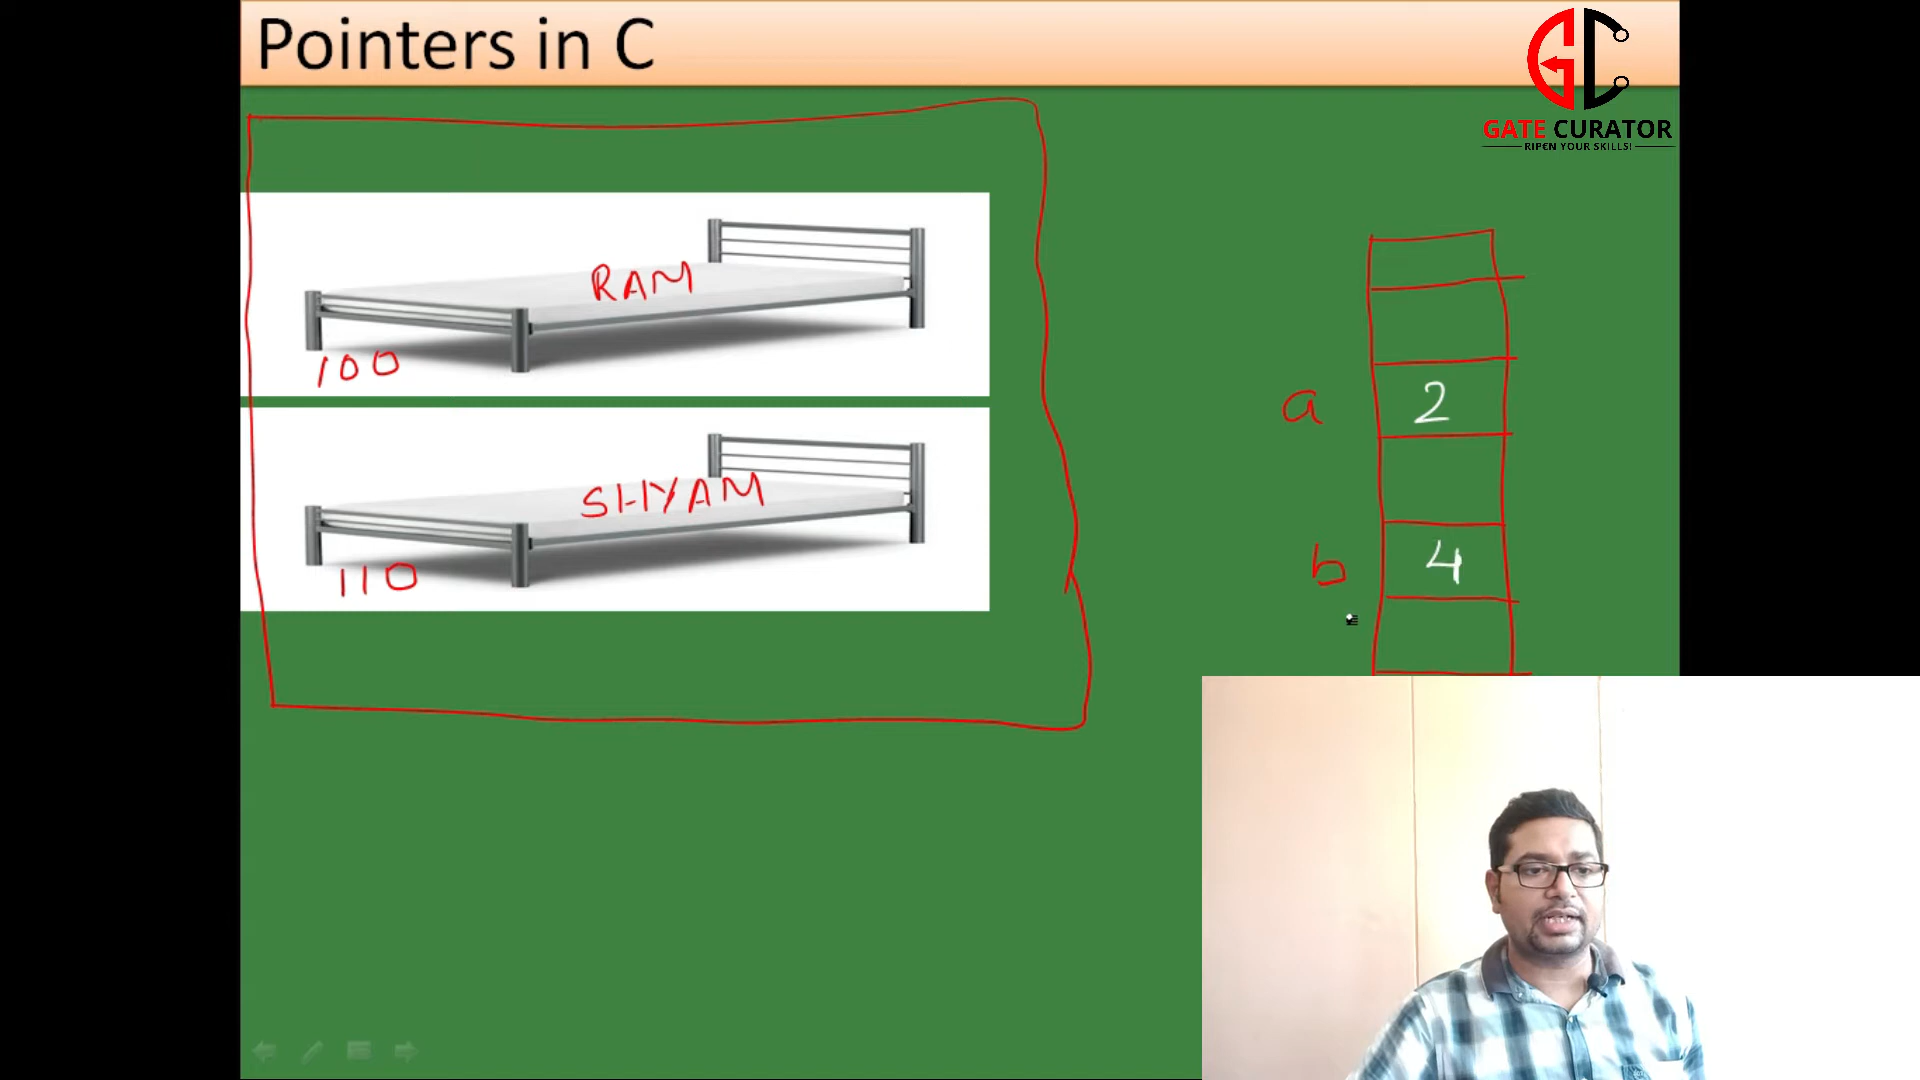 Pointers in C
GATE CURATOR
RIPEN YOUR SKILLS!
RAM
100
SHYAM
110
a 2
b 4